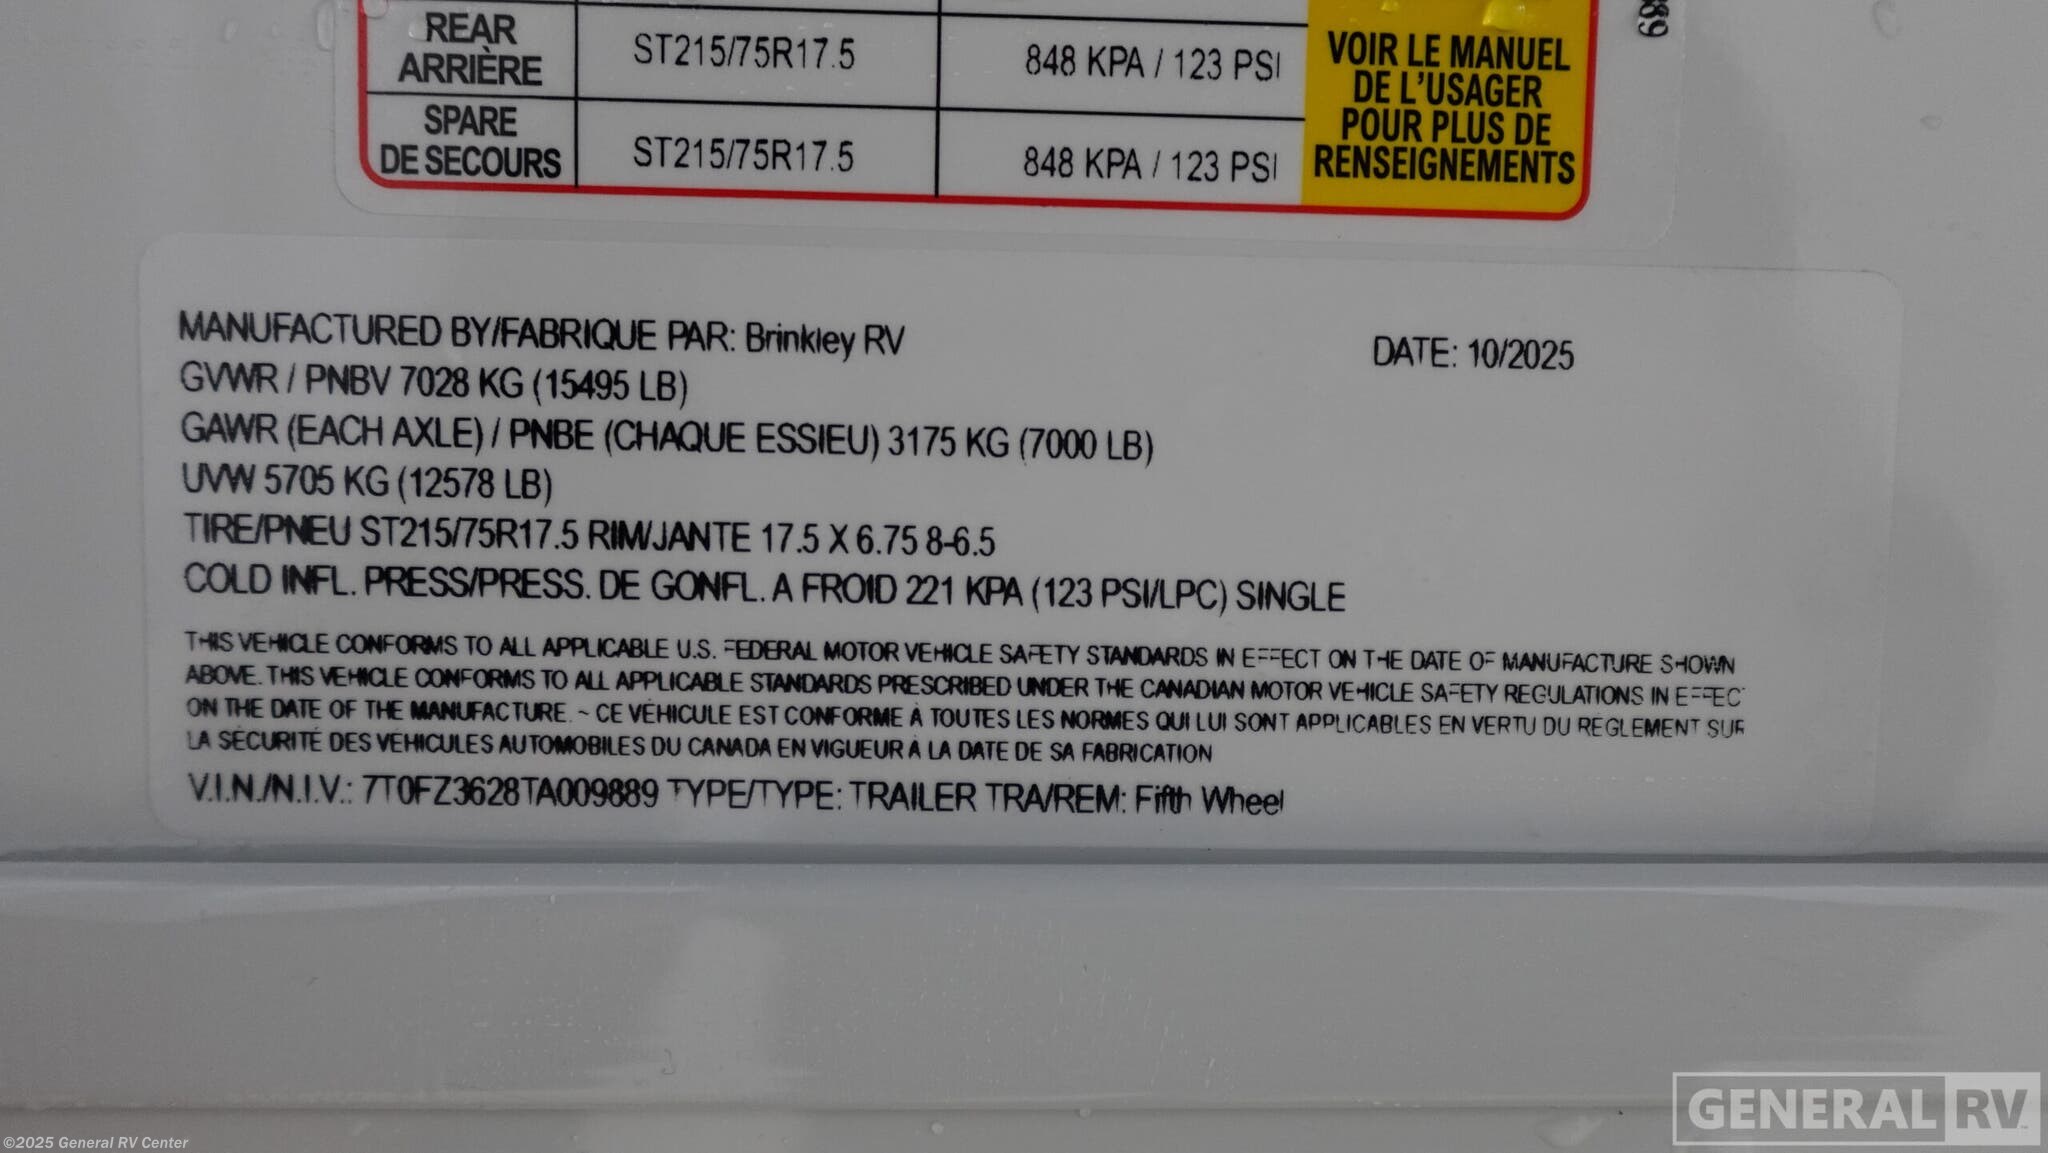 889
REAR
ARRIÈRE
ST215/75R17.5
848 KPA / 123 PSI
SPARE
DE SECOURS
ST215/75R17.5
848 KPA / 123 PSI
VOIR LE MANUEL
DE L'USAGER
POUR PLUS DE
RENSEIGNEMENTS
MANUFACTURED BY/FABRIQUE PAR: Brinkley RV
DATE: 10/2025
GVWR / PNBV 7028 KG (15495 LB)
GAWR (EACH AXLE) / PNBE (CHAQUE ESSIEU) 3175 KG (7000 LB)
UVW 5705 KG (12578 LB)
TIRE/PNEU ST215/75R17.5 RIM/JANTE 17.5 X 6.75 8-6.5
COLD INFL. PRESS/PRESS. DE GONFL. A FROID 221 KPA (123 PSI/LPC) SINGLE
THIS VEHICLE CONFORMS TO ALL APPLICABLE U.S. FEDERAL MOTOR VEHICLE SAFETY STANDARDS IN EFFECT ON THE DATE OF MANUFACTURE SHOWN
ABOVE. THIS VEHICLE CONFORMS TO ALL APPLICABLE STANDARDS PRESCRIBED UNDER THE CANADIAN MOTOR VEHICLE SAFETY REGULATIONS IN EFFECT
ON THE DATE OF THE MANUFACTURE. ~ CE VÉHICULE EST CONFORME À TOUTES LES NORMES QUI LUI SONT APPLICABLES EN VERTU DU RÈGLEMENT SUR
LA SÉCURITÉ DES VÉHICULES AUTOMOBILES DU CANADA EN VIGUEUR À LA DATE DE SA FABRICATION
V.I.N./N.I.V.: 7T0FZ3628TA009889 TYPE/TYPE: TRAILER TRA/REM: Fifth Wheel
GENERAL RV
©2025 General RV Center